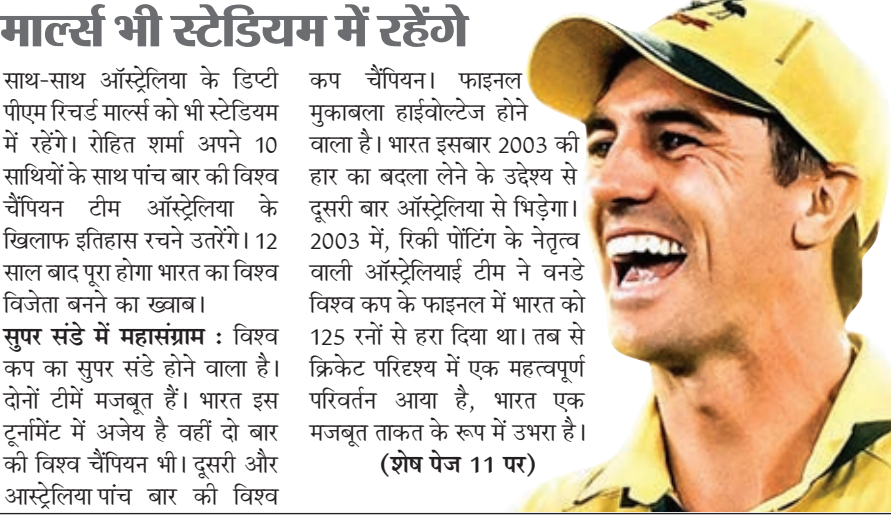 मार्ल्स भी स्टेडियम में रहेंगे
साथ-साथ ऑस्ट्रेलिया के डिप्टी
पीएम रिचर्ड मार्ल्स को भी स्टेडियम
में रहेंगे। रोहित शर्मा अपने 10
साथियों के साथ पांच बार की विश्व
चैंपियन टीम ऑस्ट्रेलिया के
खिलाफ इतिहास रचने उतरेंगे। 12
साल बाद पूरा होगा भारत का विश्व
विजेता बनने का ख्वाब।
सुपर संडे में महासंग्राम : विश्व
कप का सुपर संडे होने वाला है।
दोनों टीमें मजबूत हैं। भारत इस
टूर्नामेंट में अजेय है वहीं दो बार
की विश्व चैंपियन भी। दूसरी और
आस्ट्रेलिया पांच बार की विश्व
कप चैंपियन। फाइनल
मुकाबला हाईवोल्टेज होने
वाला है। भारत इसबार 2003 की
हार का बदला लेने के उद्देश्य से
दूसरी बार ऑस्ट्रेलिया से भिड़ेगा।
2003 में, रिकी पोंटिंग के नेतृत्व
वाली ऑस्ट्रेलियाई टीम ने वनडे
विश्व कप के फाइनल में भारत को
125 रनों से हरा दिया था। तब से
क्रिकेट परिदृश्य में एक महत्वपूर्ण
परिवर्तन आया है, भारत एक
मजबूत ताकत के रूप में उभरा है।
(शेष पेज 11 पर)